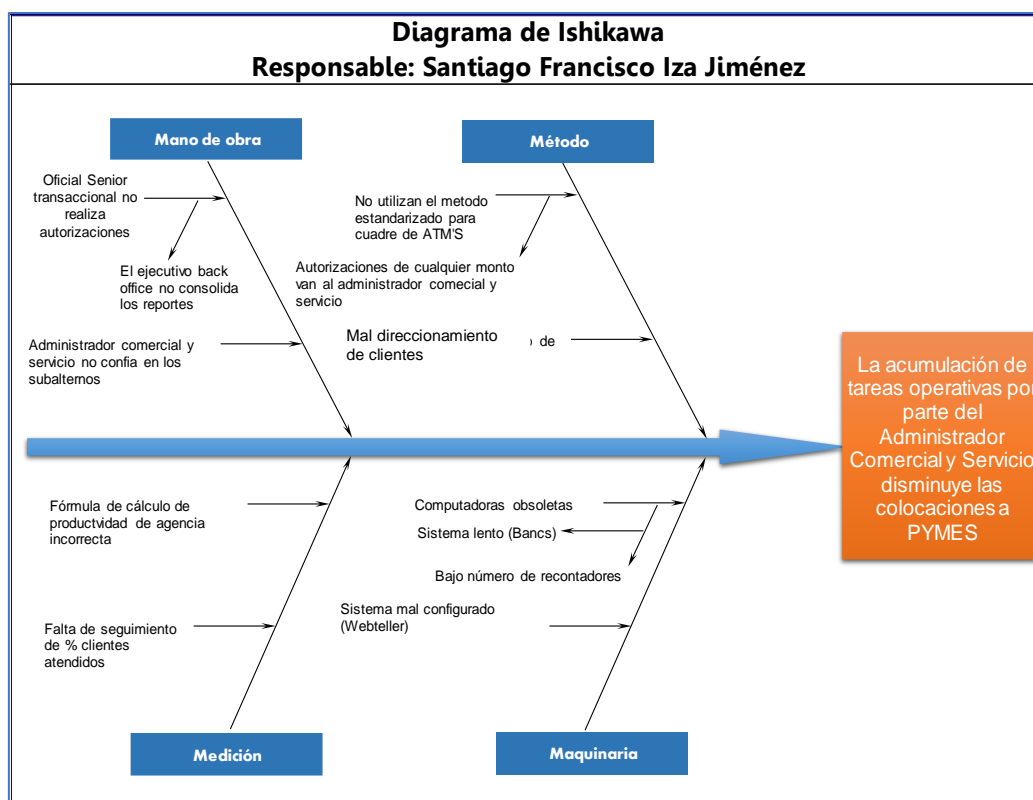 Diagrama de Ishikawa
Responsable: Santiago Francisco Iza Jiménez
Mano de obra
Método
Oficial Senior
transaccional no
realiza
autorizaciones
El ejecutivo back
office no consolida
los reportes
Administrador comercial y
servicio no confia en los
subalternos
No utilizan el metodo
estandarizado para
cuadre de ATM'S
Autorizaciones de cualquier monto
van al administrador comecial y
servicio
Mal direccionamiento
de clientes
de
La acumulación de
tareas operativas por
parte del
Administrador
Comercial y Servicio
disminuye las
colocaciones a
PYMES
Fórmula de cálculo de
productvidad de agencia
incorrecta
Falta de seguimiento
de % clientes
atendidos
Computadoras obsoletas
Sistema lento (Bancs)
Bajo número de recontadores
Sistema mal configurado
(Webteller)
Medición
Maquinaria